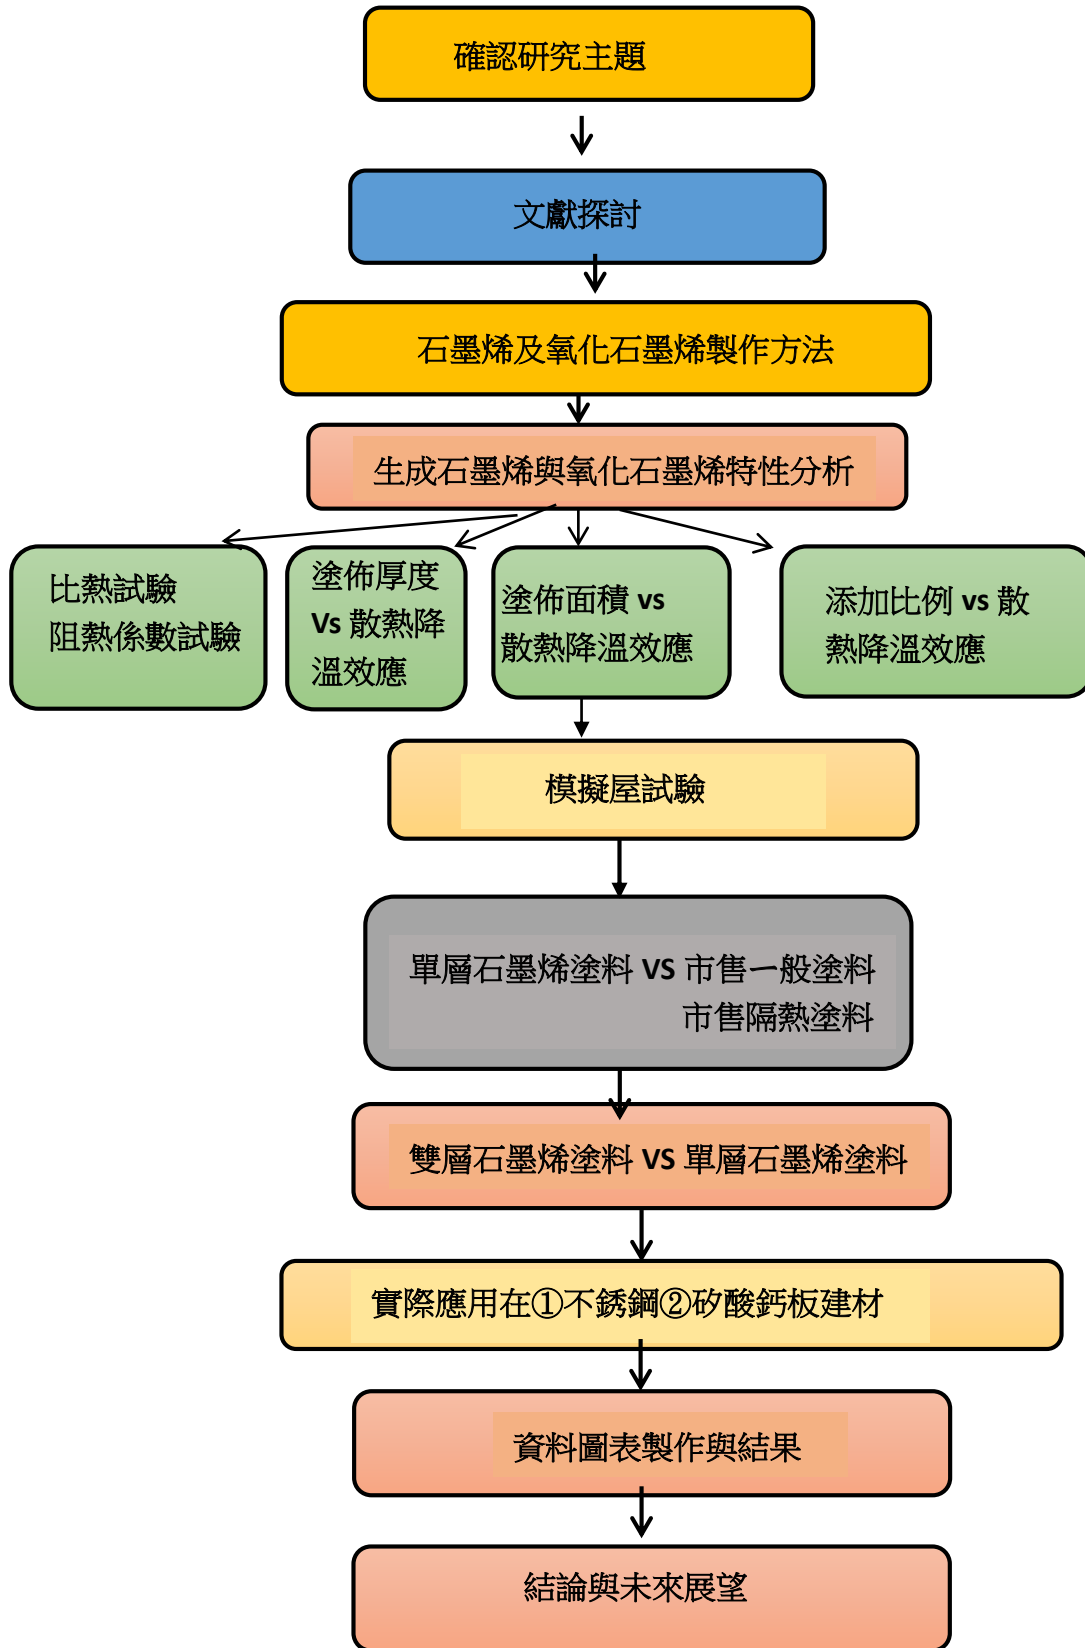 確認研究主題
文獻探討
石墨烯及氧化石墨烯製作方法
生成石墨烯與氧化石墨烯特性分析
比熱試驗
阻熱係數試驗
塗佈厚度
Vs 散熱降
溫效應
塗佈面積 vs
散熱降溫效應
添加比例 vs 散
熱降溫效應
模擬屋試驗
單層石墨烯塗料 VS 市售一般塗料
市售隔熱塗料
雙層石墨烯塗料 VS 單層石墨烯塗料
實際應用在①不銹鋼②矽酸鈣板建材
資料圖表製作與結果
結論與未來展望